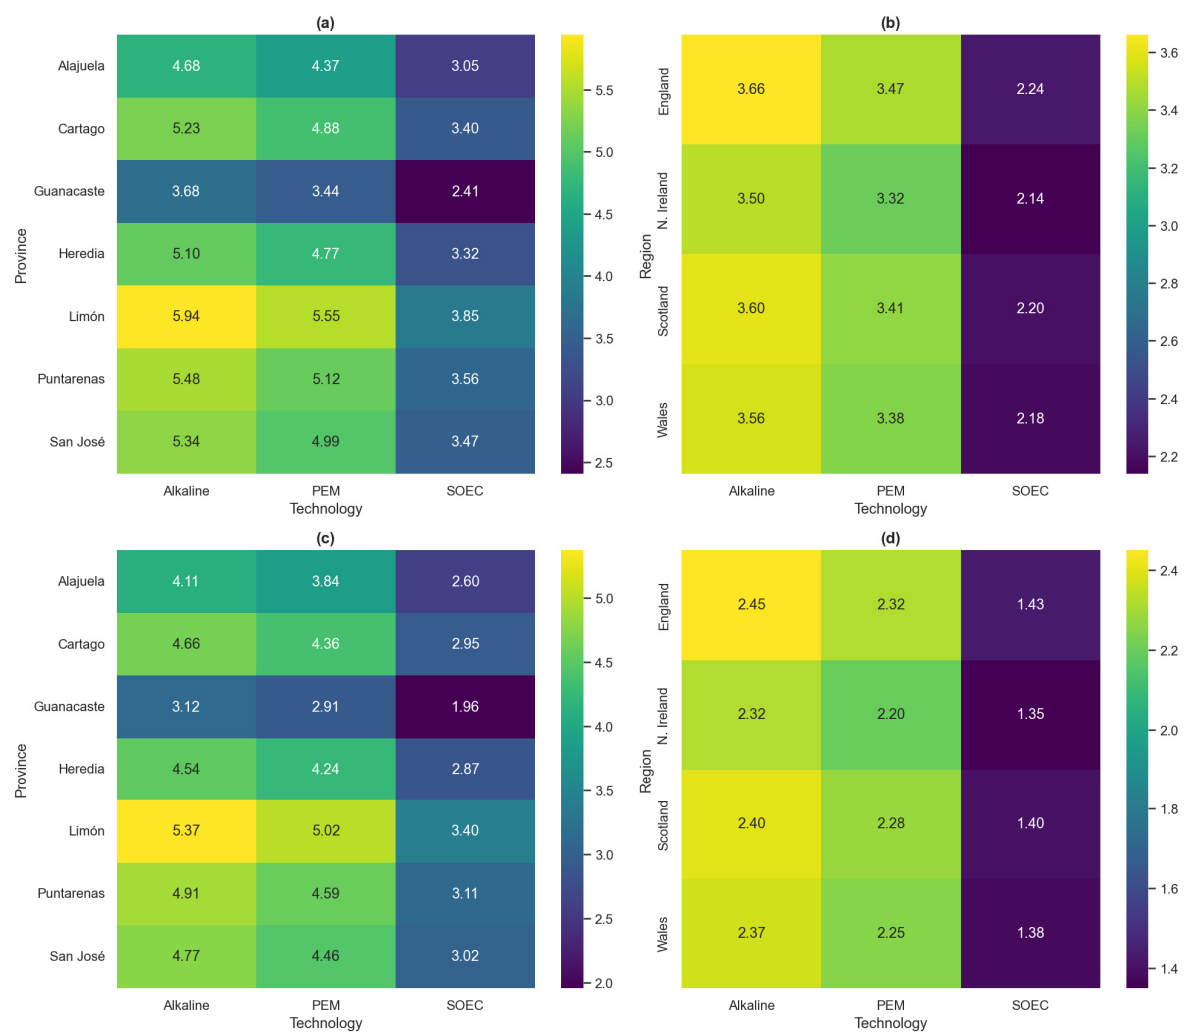 (a)
Alajuela 4.68 4.37 3.05
Cartago 5.23 4.88 3.40
Guanacaste 3.68 3.44 2.41
Heredia 5.10 4.77 3.32
Limón 5.94 5.55 3.85
Puntarenas 5.48 5.12 3.56
San José 5.34 4.99 3.47
Province
Alkaline PEM SOEC
Technology
5.5
5.0
4.5
4.0
3.5
3.0
2.5
(b)
England 3.66 3.47 2.24
N. Ireland 3.50 3.32 2.14
Scotland 3.60 3.41 2.20
Wales 3.56 3.38 2.18
Region
Alkaline PEM SOEC
Technology
3.6
3.4
3.2
3.0
2.8
2.6
2.4
2.2
(c)
Alajuela 4.11 3.84 2.60
Cartago 4.66 4.36 2.95
Guanacaste 3.12 2.91 1.96
Heredia 4.54 4.24 2.87
Limón 5.37 5.02 3.40
Puntarenas 4.91 4.59 3.11
San José 4.77 4.46 3.02
Province
Alkaline PEM SOEC
Technology
5.0
4.5
4.0
3.5
3.0
2.5
2.0
(d)
England 2.45 2.32 1.43
N. Ireland 2.32 2.20 1.35
Scotland 2.40 2.28 1.40
Wales 2.37 2.25 1.38
Region
Alkaline PEM SOEC
Technology
2.4
2.2
2.0
1.8
1.6
1.4